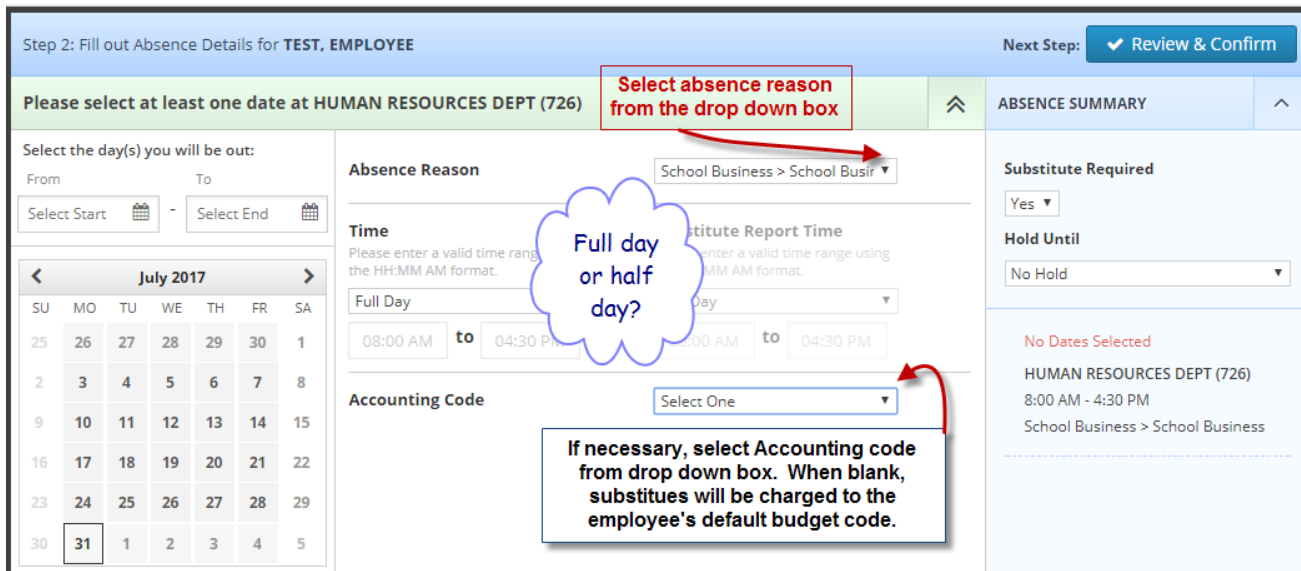 Step 2: Fill out Absence Details for TEST, EMPLOYEE
Next Step:
Review & Confirm
Please select at least one date at HUMAN RESOURCES DEPT (726)
Select absence reason
from the drop down box
ABSENCE SUMMARY
Select the day(s) you will be out:
From
To
Select Start
-
Select End
July 2017
SU MO TU WE TH FR SA
25 26 27 28 29 30 1
2 3 4 5 6 7 8
9 10 11 12 13 14 15
16 17 18 19 20 21 22
23 24 25 26 27 28 29
30 31 1 2 3 4 5
Absence Reason
School Business > School Busir
Time
Please enter a valid time rang
the HH:MM AM format.
Full Day
08:00 AM to 04:30 PM
Full day
or half
day?
stitute Report Time
enter a valid time range using
MM AM format.
Day
:00 AM to 04:30 PM
Accounting Code
Select One
If necessary, select Accounting code
from drop down box. When blank,
substitues will be charged to the
employee's default budget code.
Substitute Required
Yes
Hold Until
No Hold
No Dates Selected
HUMAN RESOURCES DEPT (726)
8:00 AM - 4:30 PM
School Business > School Business